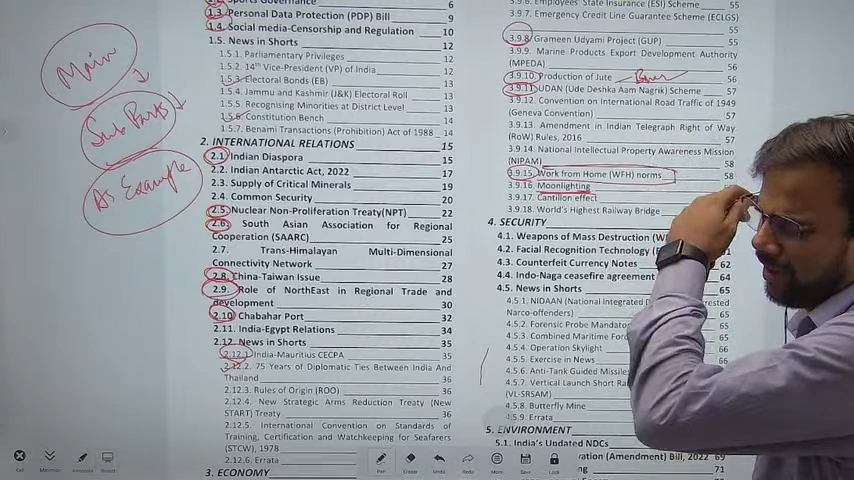 Main
Sub Parts
As Example
Sports Governance 6
1.3. Personal Data Protection (PDP) Bill 9
1.4. Social media-Censorship and Regulation 10
1.5. News in Shorts 12
1.5.1. Parliamentary Privileges 12
1.5.2. 14th Vice-President (VP) of India 12
1.5.3. Electoral Bonds (EB) 13
1.5.4. Jammu and Kashmir (J&K) Electoral Roll 13
1.5.5. Recognising Minorities at District Level 13
1.5.6. Constitution Bench 14
1.5.7. Benami Transactions (Prohibition) Act of 1988 14
2. INTERNATIONAL RELATIONS 15
2.1 Indian Diaspora 15
2.2. Indian Antarctic Act, 2022 17
2.3. Supply of Critical Minerals 19
2.4. Common Security 20
2.5. Nuclear Non-Proliferation Treaty(NPT) 22
2.6. South Asian Association for Regional
Cooperation (SAARC) 25
2.7. Trans-Himalayan Multi-Dimensional
Connectivity Network 27
2.8. China-Taiwan Issue 28
2.9. Role of NorthEast in Regional Trade and
development 30
2.10 Chabahar Port 32
2.11. India-Egypt Relations 34
2.12. News in Shorts 35
2.12.1. India-Mauritius CECPA 35
2.12.2. 75 Years of Diplomatic Ties Between India And
Thailand 36
2.12.3. Rules of Origin (ROO) 36
2.12.4. New Strategic Arms Reduction Treaty (New
START) Treaty 36
2.12.5. International Convention on Standards of
Training, Certification and Watchkeeping for Seafarers
(STCW), 1978
2.12.6. Errata
3. ECONOMY
3.9.6. Employees' State Insurance (ESI) Scheme 55
3.9.7. Emergency Credit Line Guarantee Scheme (ECLGS)
55
3.9.8. Grameen Udyami Project (GUP) 55
3.9.9. Marine Products Export Development Authority
(MPEDA) 56
3.9.10. Production of Jute 56
3.9.11. UDAN (Ude Deshka Aam Nagrik) Scheme 57
3.9.12. Convention on International Road Traffic of 1949
(Geneva Convention) 57
3.9.13. Amendment in Indian Telegraph Right of Way
(RoW) Rules, 2016 57
3.9.14. National Intellectual Property Awareness Mission
(NIPAM) 58
3.9.15. Work from Home (WFH) norms 58
3.9.16. Moonlighting
3.9.17. Cantillon effect
3.9.18. World's Highest Railway Bridge
4. SECURITY
4.1. Weapons of Mass Destruction
4.2. Facial Recognition Technology
4.3. Counterfeit Currency Notes 62
4.4. Indo-Naga ceasefire agreement 64
4.5. News in Shorts 65
4.5.1. NIDAAN (National Integrated
Narco-offenders) 65
4.5.2. Forensic Probe 65
4.5.3. Combined Maritime
4.5.4. Operation Skylight 66
4.5.5. Exercise in News 66
4.5.6. Anti-Tank Guided
4.5.7. Vertical Launch Short
(VL-SRSAM)
4.5.8. Butterfly Mine
4.5.9. Errata
5. ENVIRONMENT
5.1. India's Updated NDCs
(Amendment) Bill, 2022 69
71
Exit
Minimize
Annotate
Board
Pen
Eraser
Undo
Redo
More
Save
Lock